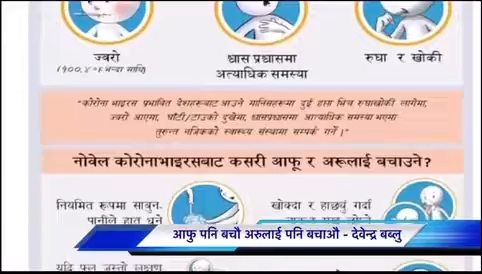 ज्वरो
(१००.४°F भन्दा माथि)
श्वास प्रश्वासमा
अत्याधिक समस्या
रुघा र खोकी
"कोरोना भाइरस प्रभावित देशहरूबाट आउने मानिसहरूमा दुई हप्ता भित्र रुघाखोकी लागेमा,
ज्वरो आएमा, घाँटी/टाउको दुखेमा, श्वासप्रश्वासमा आत्याधिक समस्या भएमा
तुरुन्त नजिकको स्वास्थ्य संस्थामा सम्पर्क गर्ने।"
नोवेल कोरोनाभाइरसबाट कसरी आफू र अरूलाई बचाउने?
नियमित रूपमा साबुन-
पानीले हात धुने
खोक्दा र हाछ्युं गर्दा
आफु पनि बचौ अरुलाई पनि बचाऔ - देवेन्द्र बब्लु